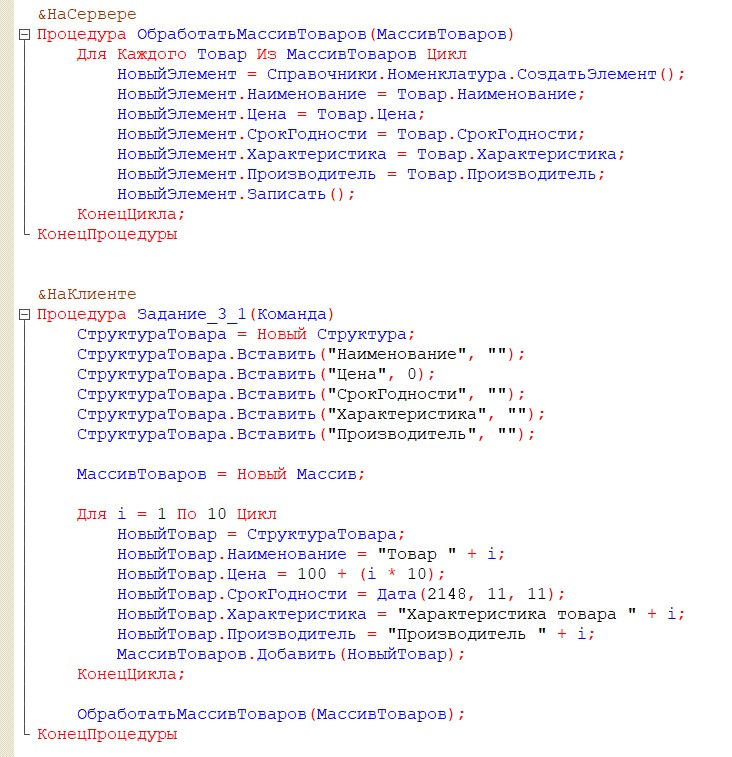 &НаСервере
Процедура ОбработатьМассивТоваров(МассивТоваров)
Для Каждого Товар Из МассивТоваров Цикл
НовыйЭлемент = Справочники.Номенклатура.СоздатьЭлемент();
НовыйЭлемент.Наименование = Товар.Наименование;
НовыйЭлемент.Цена = Товар.Цена;
НовыйЭлемент.СрокГодности = Товар.СрокГодности;
НовыйЭлемент.Характеристика = Товар.Характеристика;
НовыйЭлемент.Производитель = Товар.Производитель;
НовыйЭлемент.Записать();
КонецЦикла;
КонецПроцедуры
&НаКлиенте
Процедура Задание_3_1(Команда)
СтруктураТовара = Новый Структура;
СтруктураТовара.Вставить("Наименование", "");
СтруктураТовара.Вставить("Цена", 0);
СтруктураТовара.Вставить("СрокГодности", "");
СтруктураТовара.Вставить("Характеристика", "");
СтруктураТовара.Вставить("Производитель", "");
МассивТоваров = Новый Массив;
Для i = 1 По 10 Цикл
НовыйТовар = СтруктураТовара;
НовыйТовар.Наименование = "Товар " + i;
НовыйТовар.Цена = 100 + (i * 10);
НовыйТовар.СрокГодности = Дата(2148, 11, 11);
НовыйТовар.Характеристика = "Характеристика товара " + i;
НовыйТовар.Производитель = "Производитель " + i;
МассивТоваров.Добавить(НовыйТовар);
КонецЦикла;
ОбработатьМассивТоваров(МассивТоваров);
КонецПроцедуры